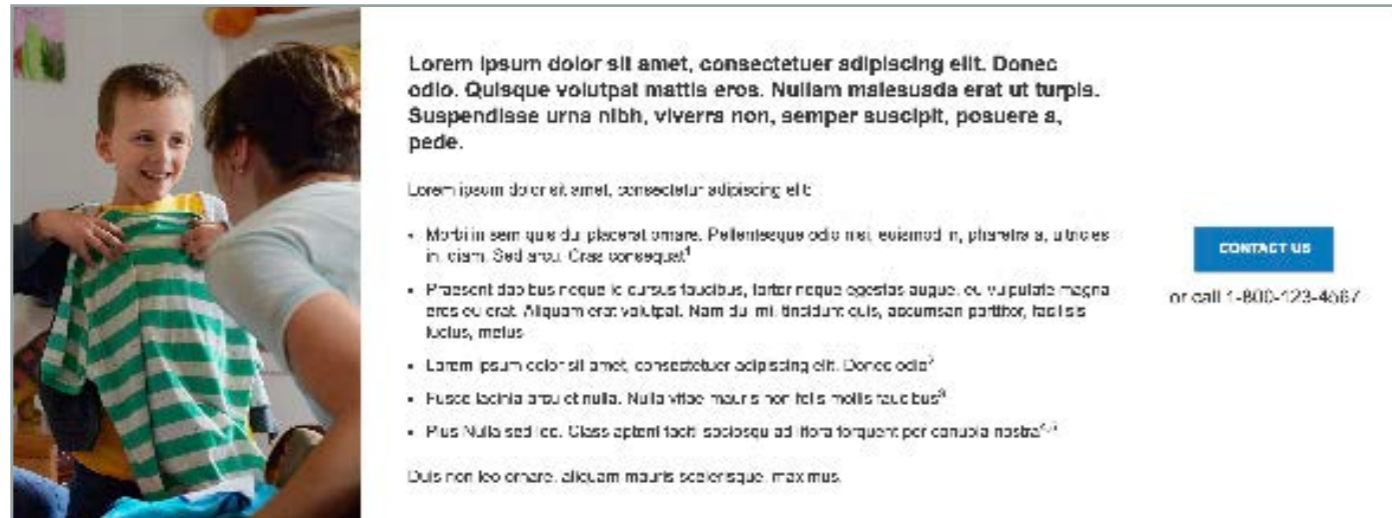 Lorem ipsum dolor sit amet, consectetuer adipiscing elit. Donec
odio. Quisque volutpat mattis eros. Nullam malesuada erat ut turpis.
Suspendisse urna nibh, viverra non, semper suscipit, posuere a,
pede.
Lorem ipsum dolor sit amet, consectetur adipiscing elit:
• Morbi in sem quis dui placerat ornare. Pellentesque odio nisi, euismod in, pharetra a, ultricies
in, diam. Sed arcu. Cras consequat¹
• Praesent dapibus neque id cursus faucibus, tortor neque egestas augue, eu vulputate magna
eros eu erat. Aliquam erat volutpat. Nam dui mi, tincidunt quis, accumsan porttitor, facilisis
luctus, metus
• Lorem ipsum dolor sit amet, consectetuer adipiscing elit. Donec odio
• Fusce lacinia arcu et nulla. Nulla vitae mauris non felis mollis faucibus
• Plus Nulla sed leo. Class aptent taciti sociosqu ad litora torquent per conubia nostra
Duis non leo ornare, aliquam mauris scelerisque, maximus.
CONTACT US
or call 1-800-123-4567